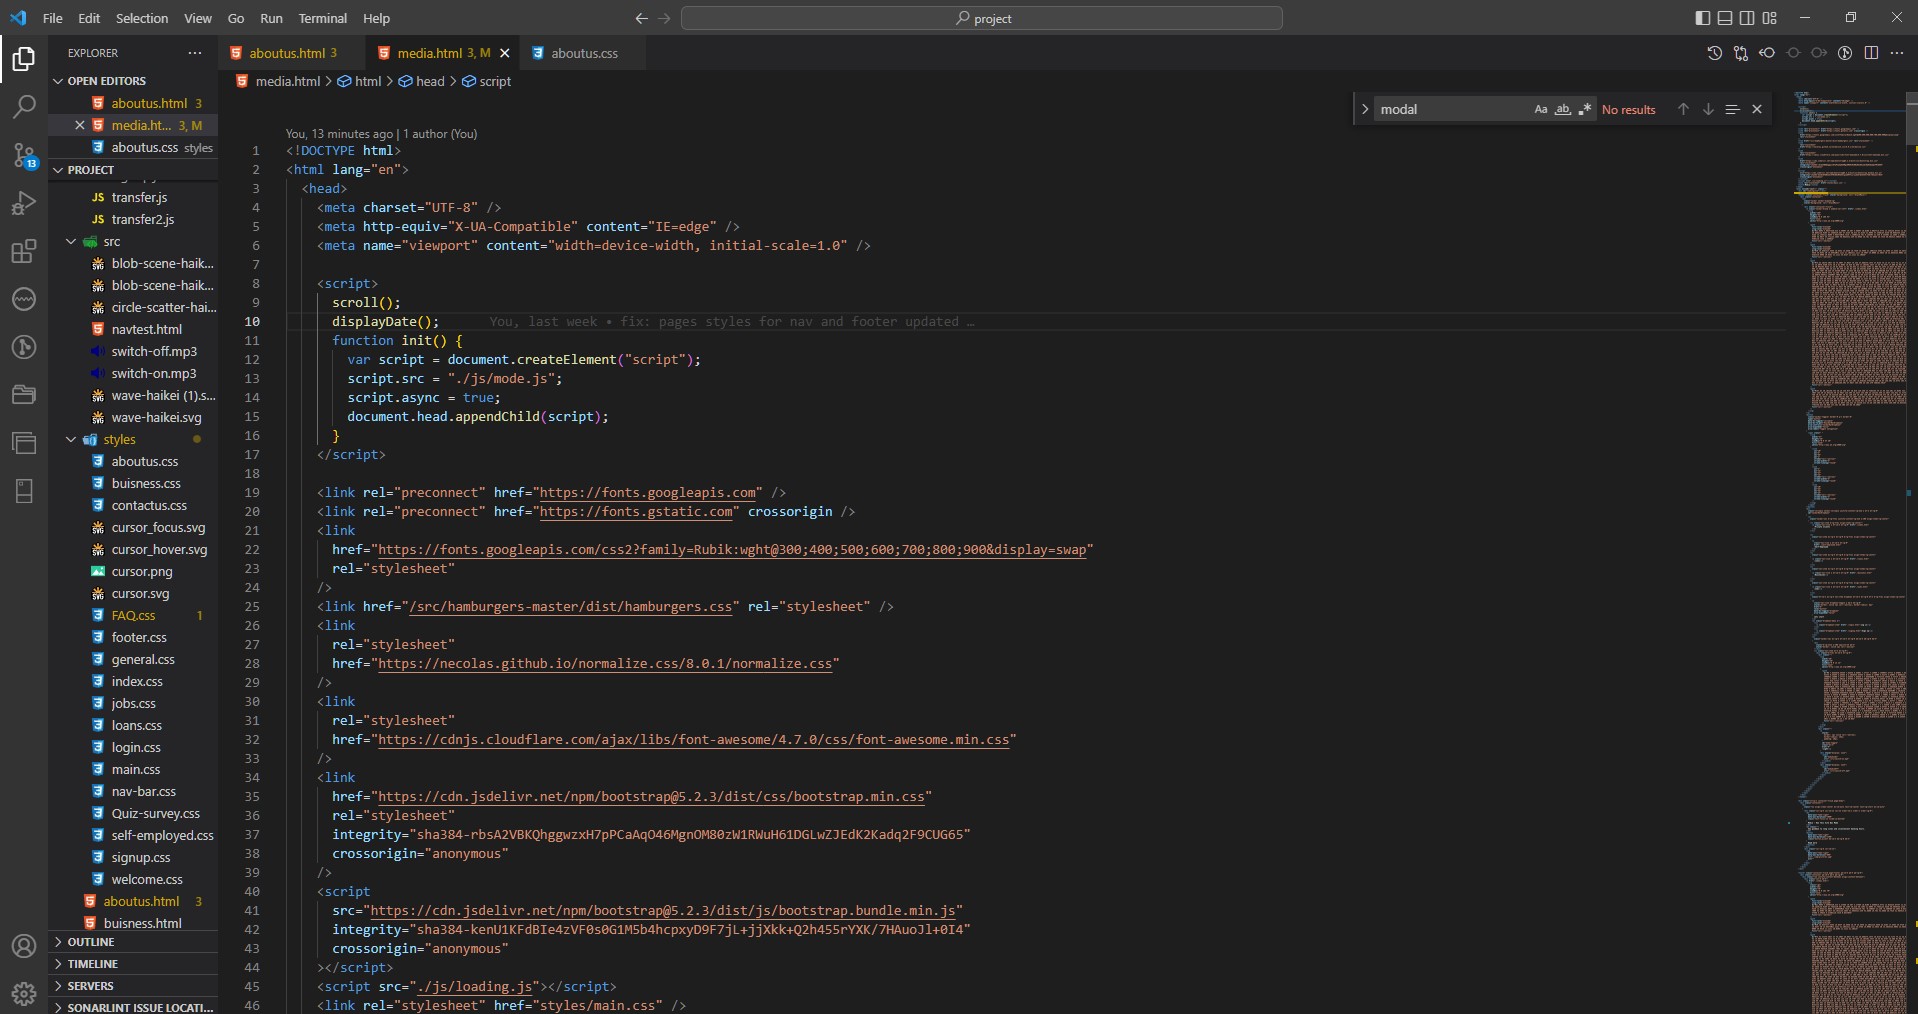 File Edit Selection View Go Run Terminal Help
project
EXPLORER
OPEN EDITORS
aboutus.html 3
media.ht... 3, M
aboutus.css styles
PROJECT
transfer.js
transfer2.js
src
blob-scene-haik...
blob-scene-haik...
circle-scatter-hai...
navtest.html
switch-off.mp3
switch-on.mp3
wave-haikei (1).s...
wave-haikei.svg
styles
aboutus.css
buisness.css
contactus.css
cursor_focus.svg
cursor_hover.svg
cursor.png
cursor.svg
FAQ.css 1
footer.css
general.css
index.css
jobs.css
loans.css
login.css
main.css
nav-bar.css
Quiz-survey.css
self-employed.css
signup.css
welcome.css
aboutus.html 3
buisness.html
OUTLINE
TIMELINE
SERVERS
SONARLINT ISSUE LOCATI...
13
aboutus.html 3 media.html 3, M aboutus.css
media.html > html > head > script
modal Aa ab .* No results
You, 13 minutes ago | 1 author (You)
1 <!DOCTYPE html>
2 <html lang="en">
3 <head>
4 <meta charset="UTF-8" />
5 <meta http-equiv="X-UA-Compatible" content="IE=edge" />
6 <meta name="viewport" content="width=device-width, initial-scale=1.0" />
7
8 <script>
9 scroll();
10 displayDate(); You, last week • fix: pages styles for nav and footer updated …
11 function init() {
12 var script = document.createElement("script");
13 script.src = "./js/mode.js";
14 script.async = true;
15 document.head.appendChild(script);
16 }
17 </script>
18
19 <link rel="preconnect" href="https://fonts.googleapis.com" />
20 <link rel="preconnect" href="https://fonts.gstatic.com" crossorigin />
21 <link
22 href="https://fonts.googleapis.com/css2?family=Rubik:wght@300;400;500;600;700;800;900&display=swap"
23 rel="stylesheet"
24 />
25 <link href="/src/hamburgers-master/dist/hamburgers.css" rel="stylesheet" />
26 <link
27 rel="stylesheet"
28 href="https://necolas.github.io/normalize.css/8.0.1/normalize.css"
29 />
30 <link
31 rel="stylesheet"
32 href="https://cdnjs.cloudflare.com/ajax/libs/font-awesome/4.7.0/css/font-awesome.min.css"
33 />
34 <link
35 href="https://cdn.jsdelivr.net/npm/bootstrap@5.2.3/dist/css/bootstrap.min.css"
36 rel="stylesheet"
37 integrity="sha384-rbsA2VBKQhggwzxH7pPCaAqO46MgnOM80zW1RWuH61DGLwZJEdK2Kadq2F9CUG65"
38 crossorigin="anonymous"
39 />
40 <script
41 src="https://cdn.jsdelivr.net/npm/bootstrap@5.2.3/dist/js/bootstrap.bundle.min.js"
42 integrity="sha384-kenU1KFdBIe4zVF0s0G1M5b4hcpxyD9F7jL+jjXkk+Q2h455rYXK/7HAuoJl+0I4"
43 crossorigin="anonymous"
44 ></script>
45 <script src="./js/loading.js"></script>
46 <link rel="stylesheet" href="styles/main.css" />